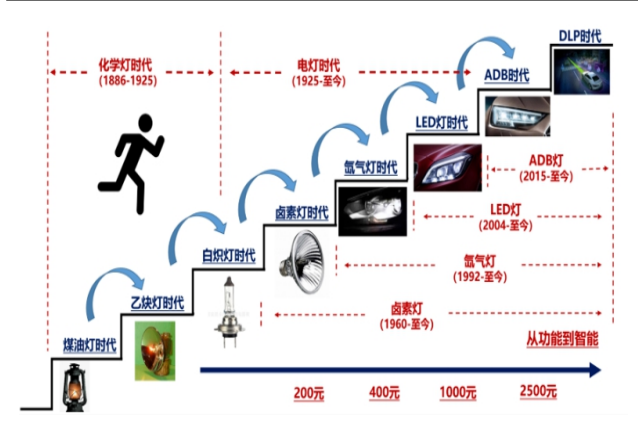 DLP时代
化学灯时代
(1886-1925)
电灯时代
(1925-至今)
ADB时代
LED灯时代
ADB灯
(2015-至今)
氙气灯时代
LED灯
(2004-至今)
卤素灯时代
白炽灯时代
氙气灯
(1992-至今)
乙炔灯时代
卤素灯
(1960-至今)
煤油灯时代
从功能到智能
200元
400元
1000元
2500元